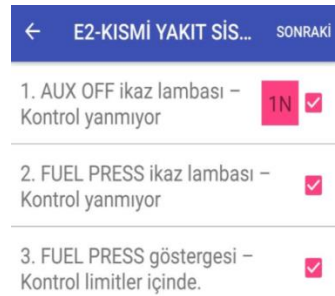 ← E2-KISMİ YAKIT SİS... SONRAKİ
1. AUX OFF ikaz lambası – 1N
Kontrol yanmıyor
2. FUEL PRESS ikaz lambası –
Kontrol yanmıyor
3. FUEL PRESS göstergesi –
Kontrol limitler içinde.